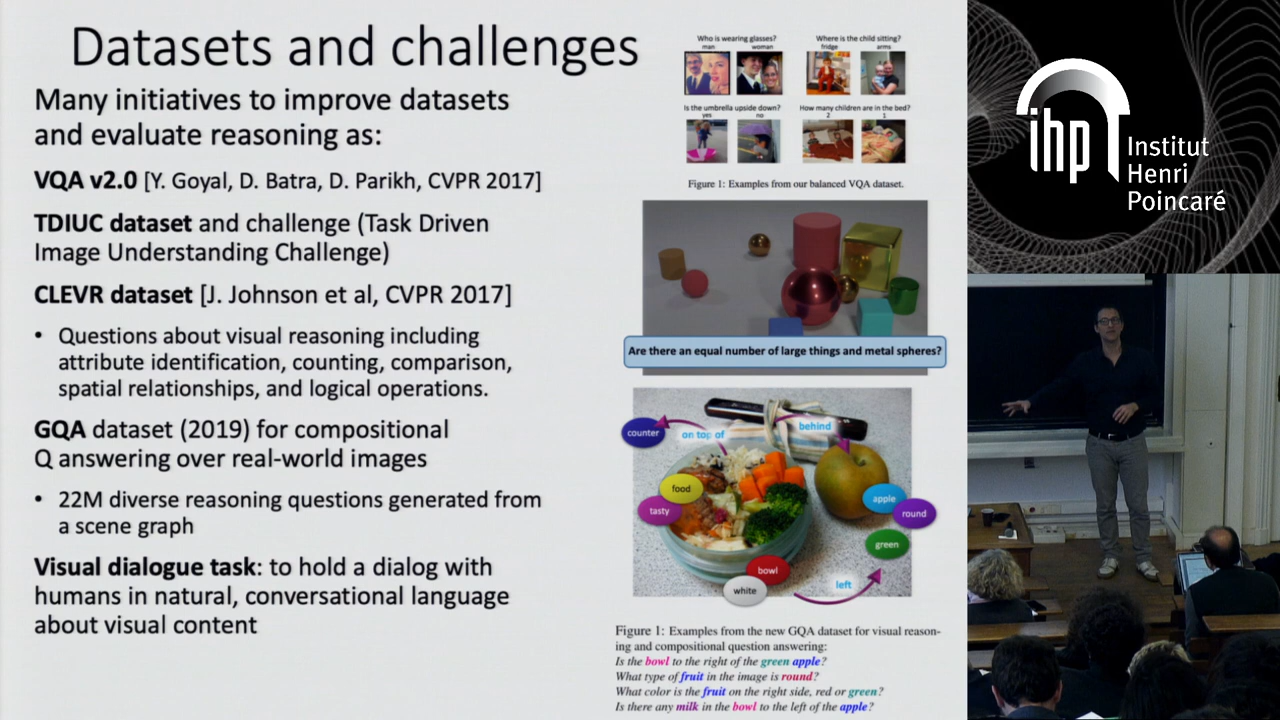 Datasets and challenges
Many initiatives to improve datasets
and evaluate reasoning as:
VQA v2.0 [Y. Goyal, D. Batra, D. Parikh, CVPR 2017]
TDIUC dataset and challenge (Task Driven
Image Understanding Challenge)
CLEVR dataset [J. Johnson et al, CVPR 2017]
• Questions about visual reasoning including
attribute identification, counting, comparison,
spatial relationships, and logical operations.
GQA dataset (2019) for compositional
Q answering over real-world images
• 22M diverse reasoning questions generated from
a scene graph
Visual dialogue task: to hold a dialog with
humans in natural, conversational language
about visual content
Who is wearing glasses?
man woman
Where is the child sitting?
fridge arms
Is the umbrella upside down?
yes no
How many children are in the bed?
2 1
Figure 1: Examples from our balanced VQA dataset.
Are there an equal number of large things and metal spheres?
counter
on top of
behind
food
tasty
apple
round
green
bowl
white
left
Figure 1: Examples from the new GQA dataset for visual reason-
ing and compositional question answering:
Is the bowl to the right of the green apple?
What type of fruit in the image is round?
What color is the fruit on the right side, red or green?
Is there any milk in the bowl to the left of the apple?
ihp
Institut
Henri
Poincaré